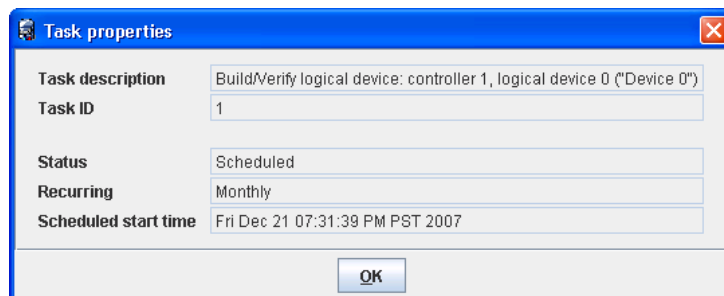 Task properties
Task description Build/Verify logical device: controller 1, logical device 0 ("Device 0")
Task ID 1
Status Scheduled
Recurring Monthly
Scheduled start time Fri Dec 21 07:31:39 PM PST 2007
OK